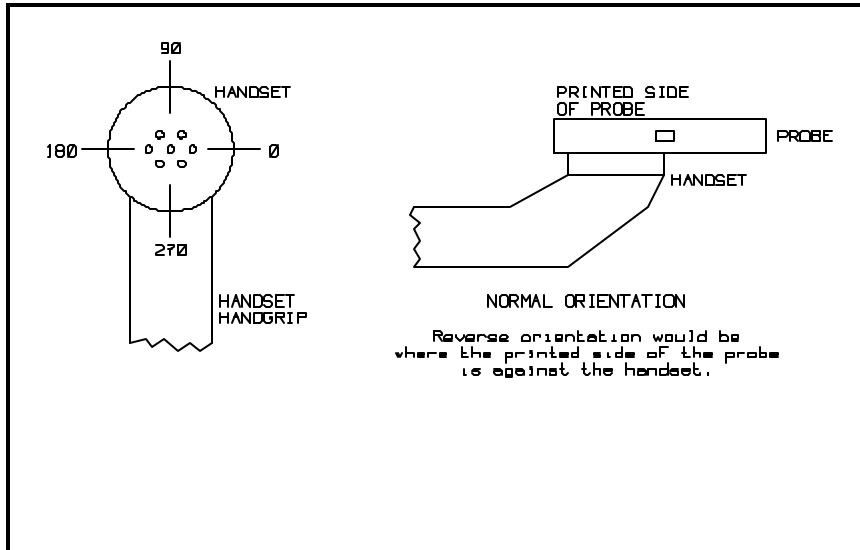 90
HANDSET
180
0
270
HANDSET
HANDGRIP
PRINTED SIDE
OF PROBE
PROBE
HANDSET
NORMAL ORIENTATION
Reverse orientation would be
where the printed side of the probe
is against the handset.